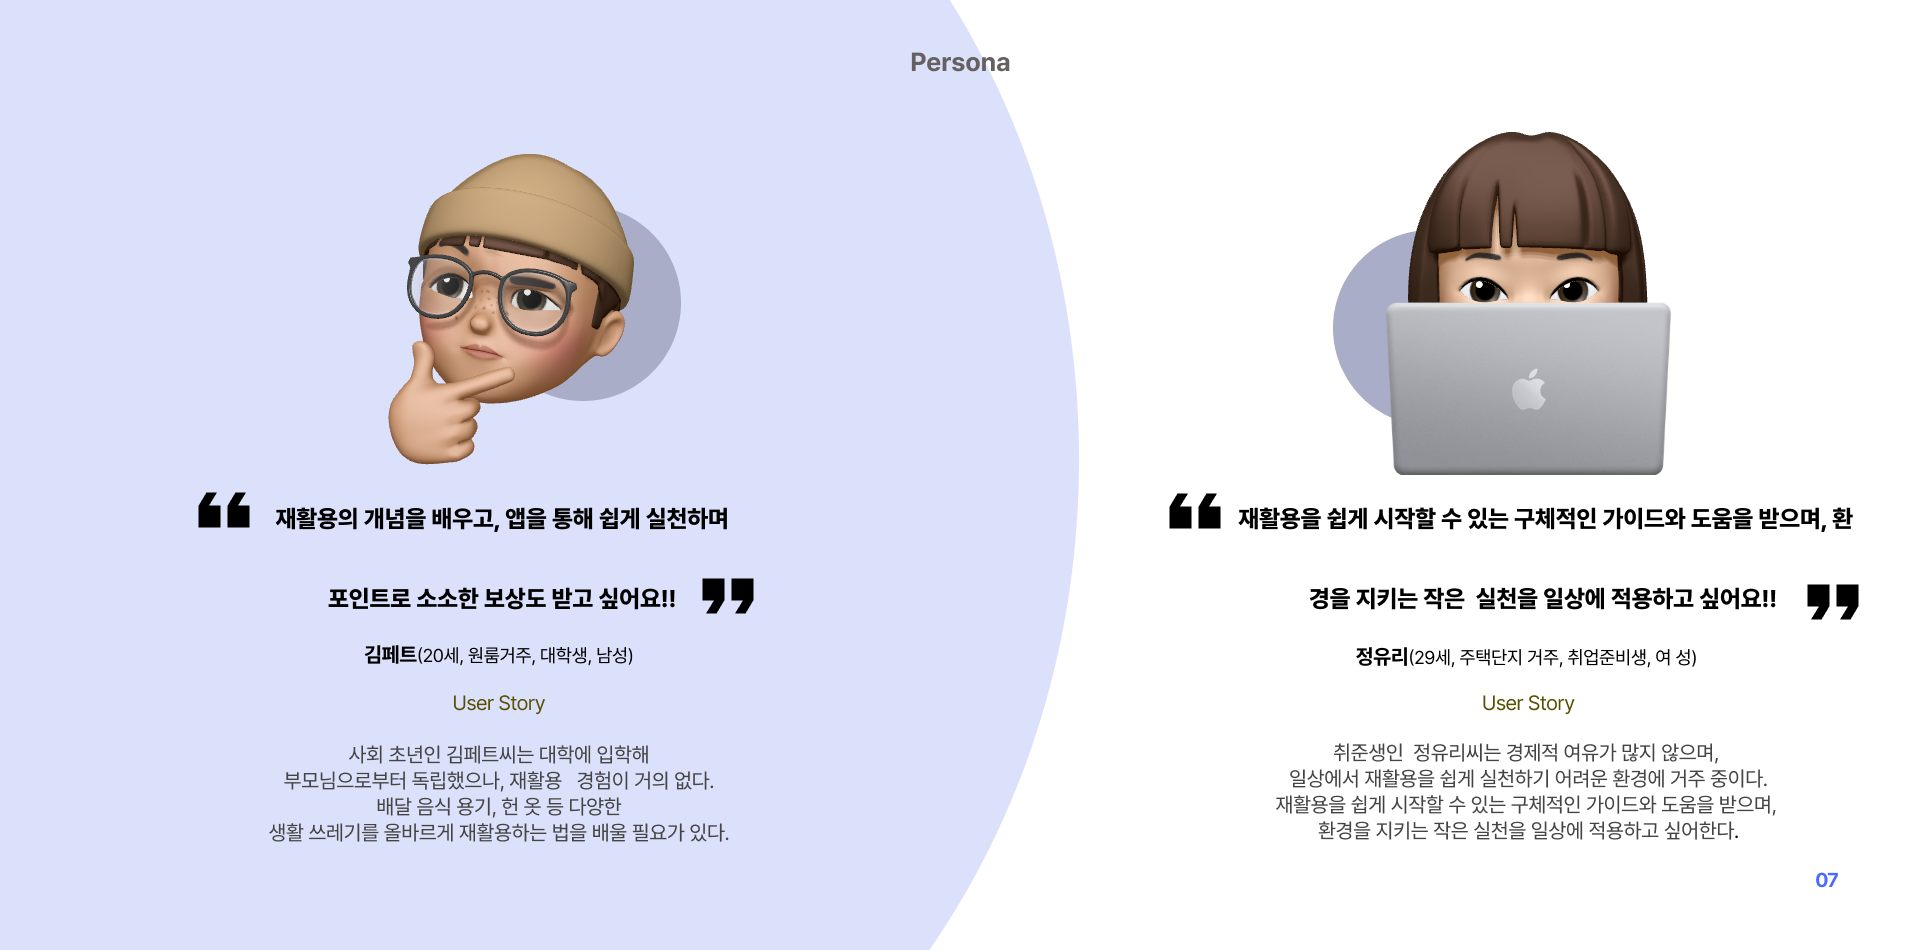 Persona
❝ 재활용의 개념을 배우고, 앱을 통해 쉽게 실천하며
포인트로 소소한 보상도 받고 싶어요!! ❞
김페트(20세, 원룸거주, 대학생, 남성)
User Story
사회 초년인 김페트씨는 대학에 입학해
부모님으로부터 독립했으나, 재활용 경험이 거의 없다.
배달 음식 용기, 헌 옷 등 다양한
생활 쓰레기를 올바르게 재활용하는 법을 배울 필요가 있다.
❝ 재활용을 쉽게 시작할 수 있는 구체적인 가이드와 도움을 받으며, 환
경을 지키는 작은 실천을 일상에 적용하고 싶어요!! ❞
정유리(29세, 주택단지 거주, 취업준비생, 여 성)
User Story
취준생인 정유리씨는 경제적 여유가 많지 않으며,
일상에서 재활용을 쉽게 실천하기 어려운 환경에 거주 중이다.
재활용을 쉽게 시작할 수 있는 구체적인 가이드와 도움을 받으며,
환경을 지키는 작은 실천을 일상에 적용하고 싶어한다.
07